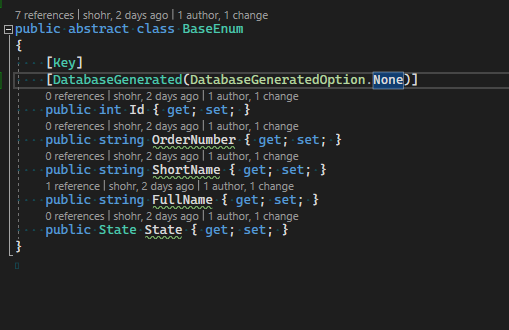 7 references | shohr, 2 days ago | 1 author, 1 change
public abstract class BaseEnum
{
[Key]
[DatabaseGenerated(DatabaseGeneratedOption.None)]
0 references | shohr, 2 days ago | 1 author, 1 change
public int Id { get; set; }
0 references | shohr, 2 days ago | 1 author, 1 change
public string OrderNumber { get; set; }
0 references | shohr, 2 days ago | 1 author, 1 change
public string ShortName { get; set; }
1 reference | shohr, 2 days ago | 1 author, 1 change
public string FullName { get; set; }
0 references | shohr, 2 days ago | 1 author, 1 change
public State State { get; set; }
}